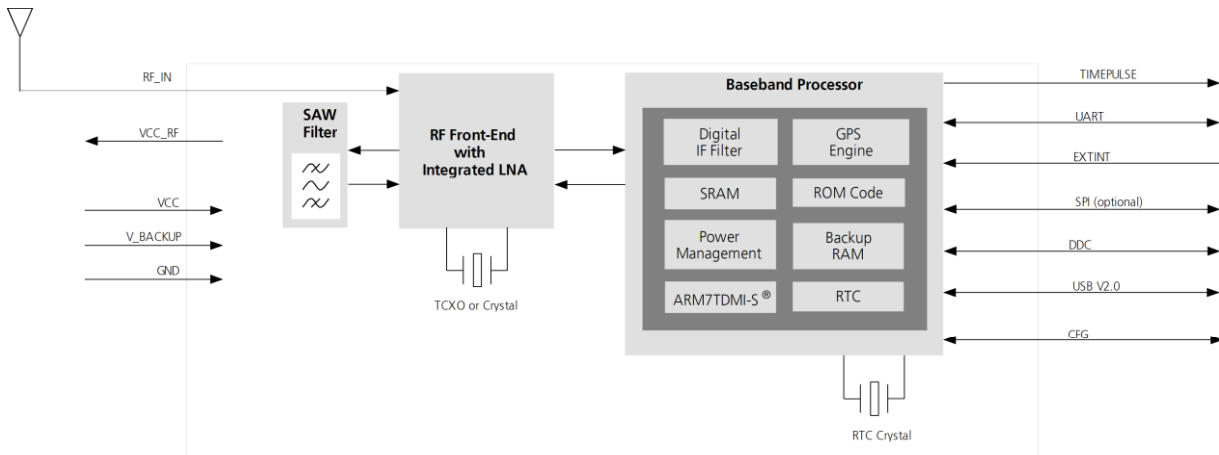 RF_IN
VCC_RF
VCC
V_BACKUP
GND
SAW
Filter
RF Front-End
with
Integrated LNA
TCXO or Crystal
Baseband Processor
Digital
IF Filter
GPS
Engine
SRAM
ROM Code
Power
Management
Backup
RAM
ARM7TDMI-S ®
RTC
RTC Crystal
TIMEPULSE
UART
EXTINT
SPI (optional)
DDC
USB V2.0
CFG